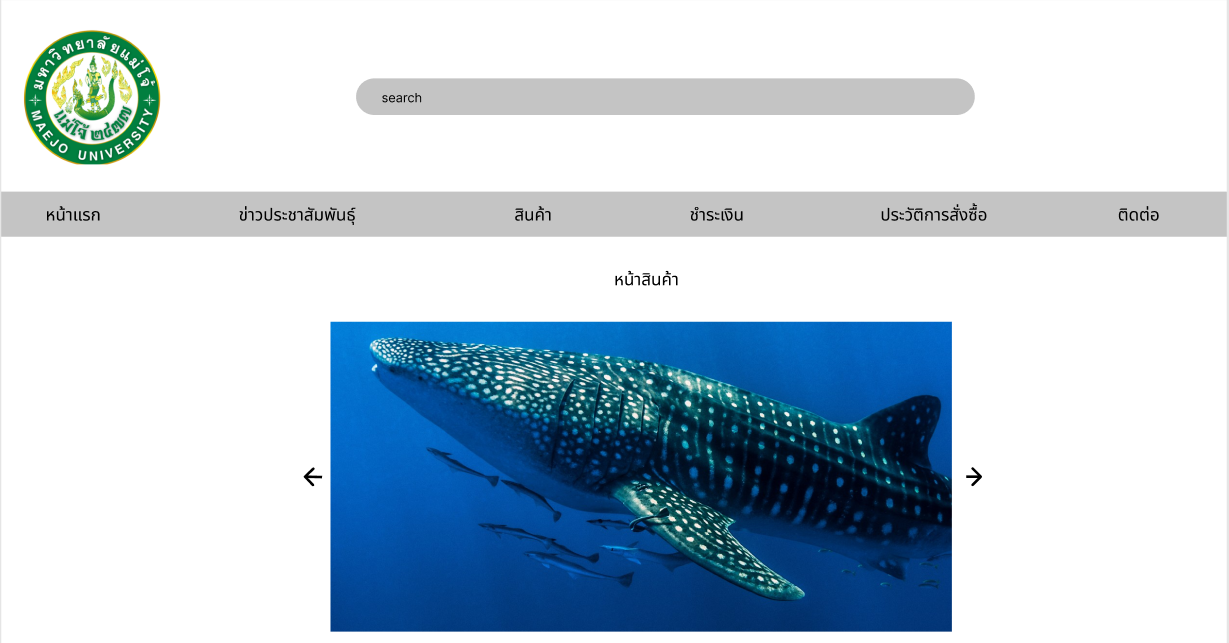 มหาวิทยาลัยแม่โจ้
แม่โจ้ ๒๔๗๗
MAEJO UNIVERSITY
search
หน้าแรก ข่าวประชาสัมพันธุ์ สินค้า ชำระเงิน ประวัติการสั่งซื้อ ติดต่อ
หน้าสินค้า